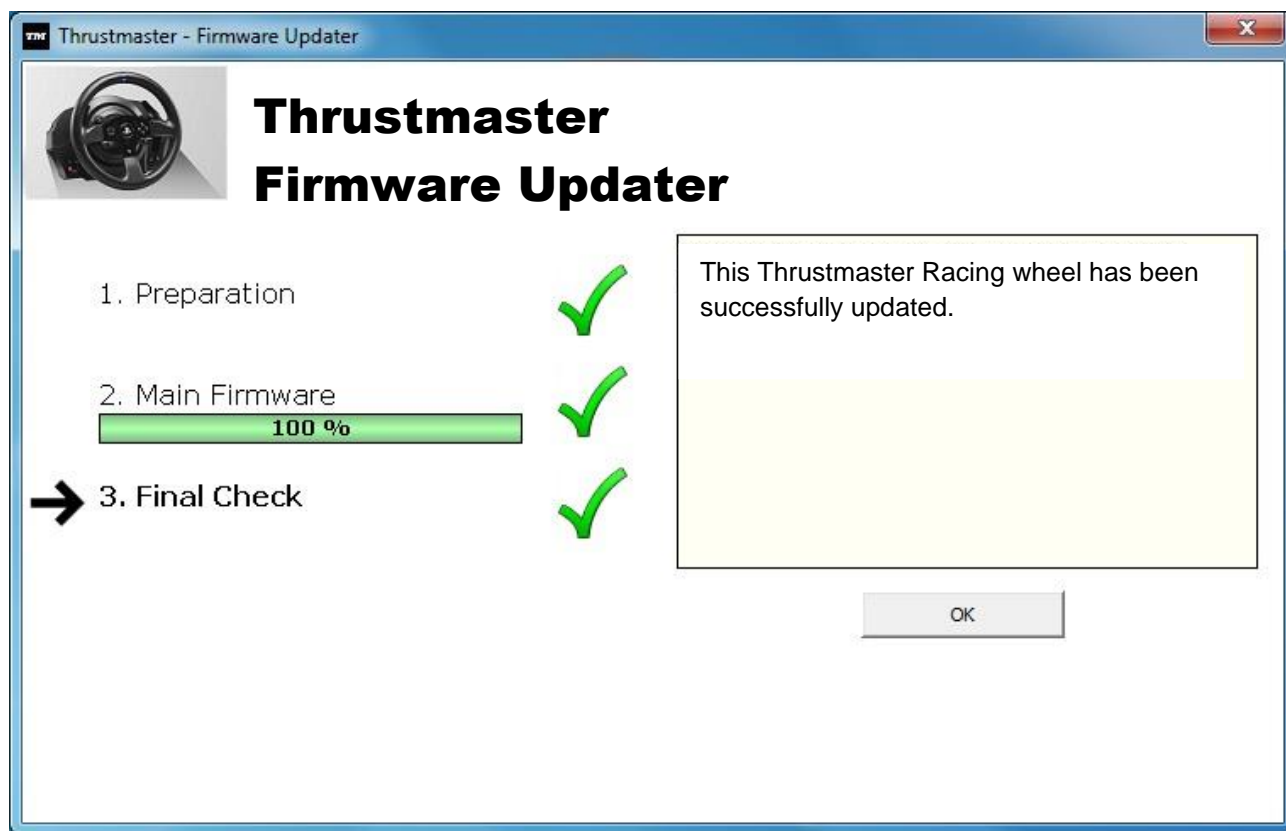 TM Thrustmaster - Firmware Updater
Thrustmaster
Firmware Updater
1. Preparation
2. Main Firmware
100 %
3. Final Check
This Thrustmaster Racing wheel has been
successfully updated.
OK